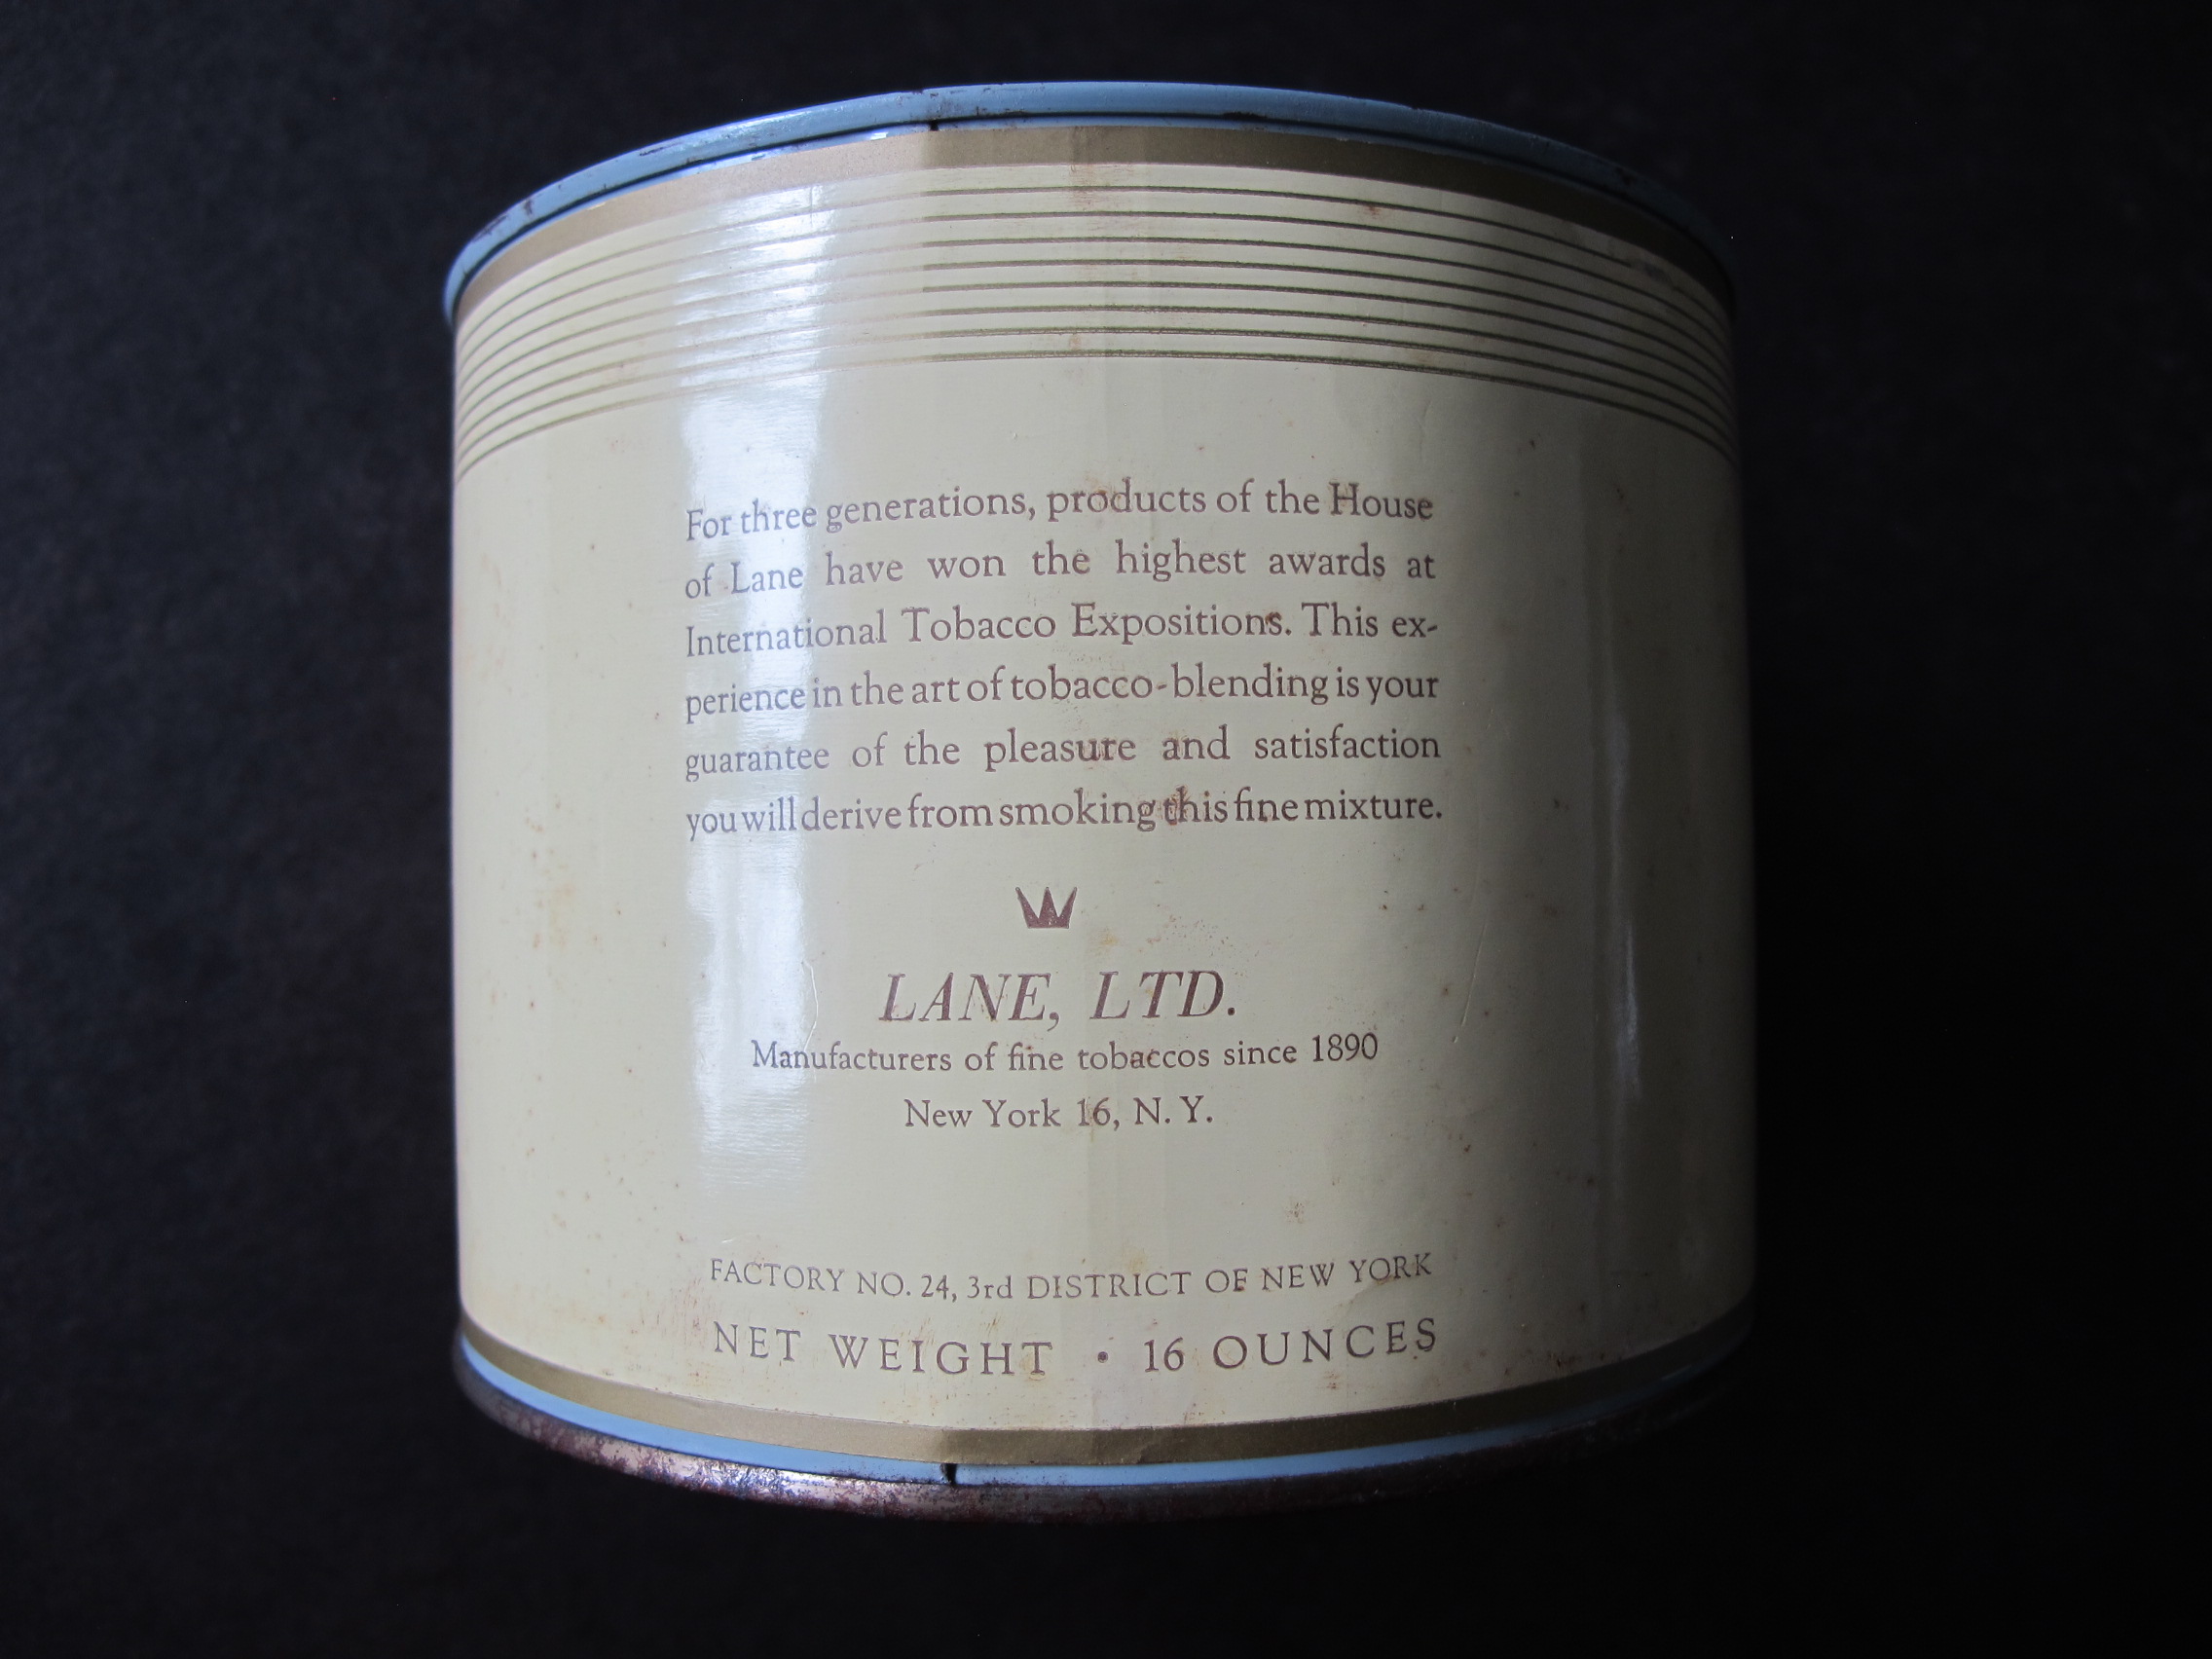 For three generations, products of the House
of Lane have won the highest awards at
International Tobacco Expositions. This ex-
perience in the art of tobacco-blending is your
guarantee of the pleasure and satisfaction
you will derive from smoking this fine mixture.
LANE, LTD.
Manufacturers of fine tobaccos since 1890
New York 16, N. Y.
FACTORY NO. 24, 3rd DISTRICT OF NEW YORK
NET WEIGHT • 16 OUNCES